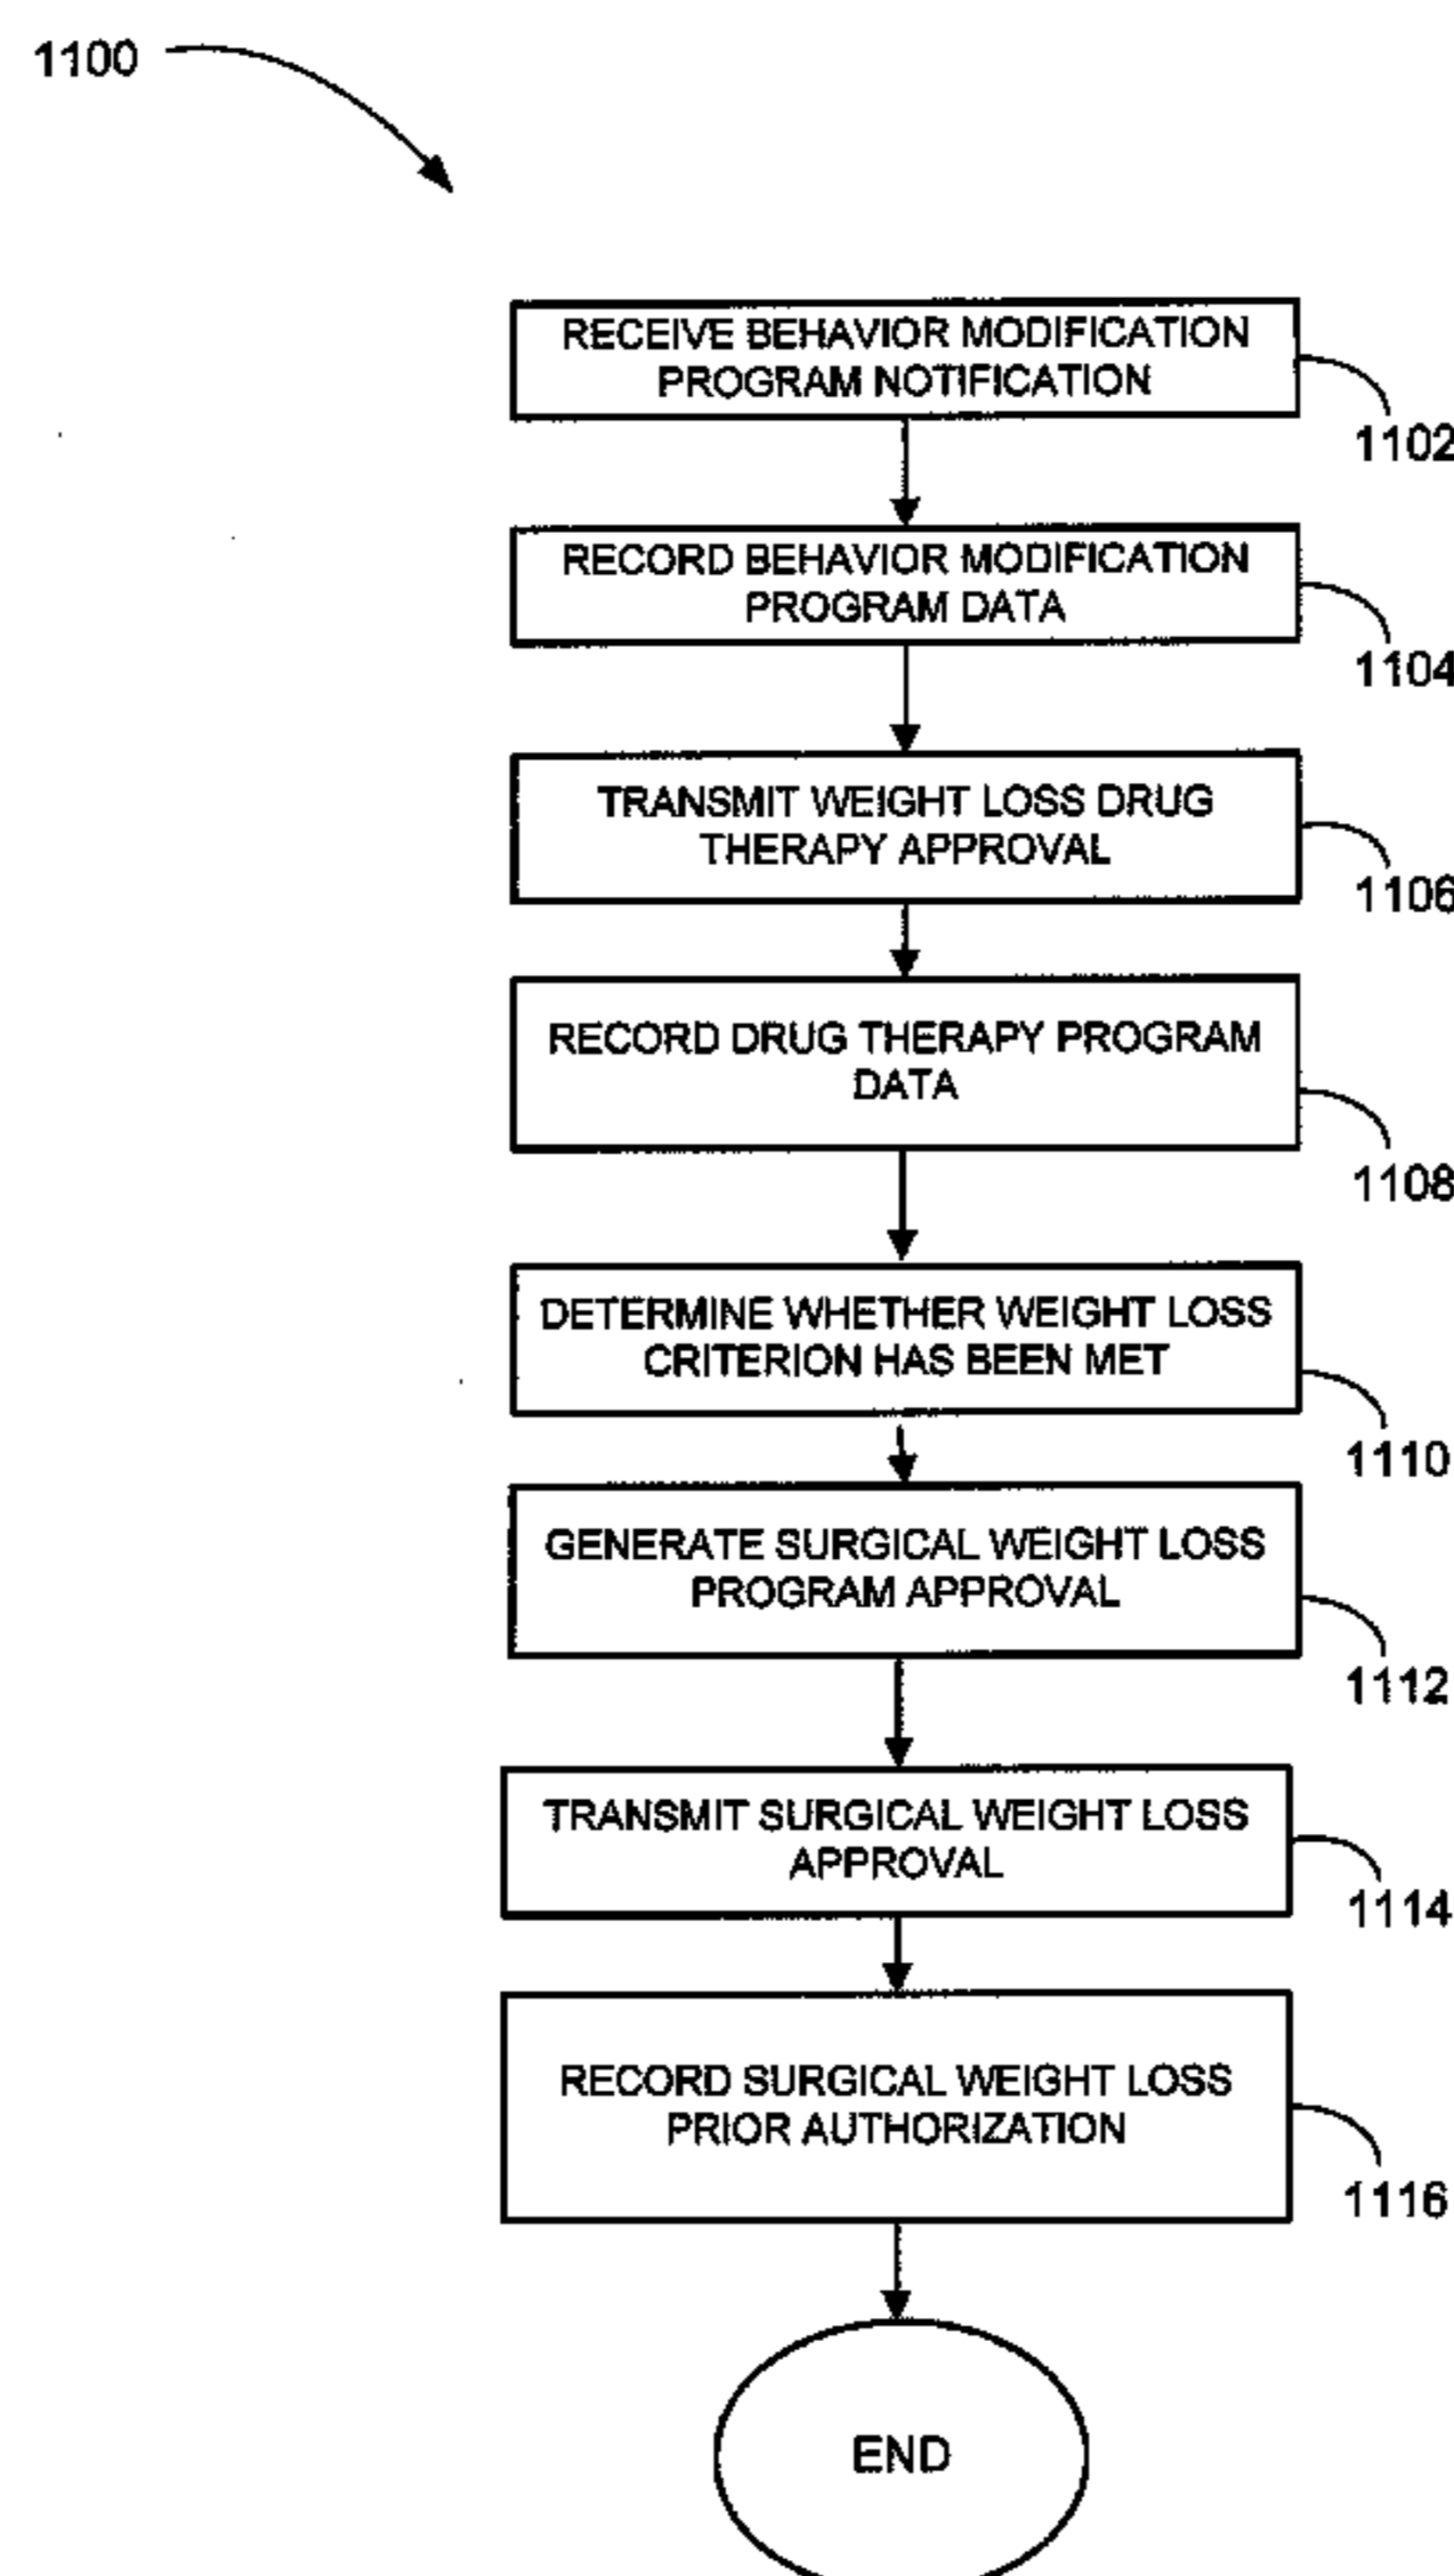 1100
RECEIVE BEHAVIOR MODIFICATION
PROGRAM NOTIFICATION
1102
RECORD BEHAVIOR MODIFICATION
PROGRAM DATA
1104
TRANSMIT WEIGHT LOSS DRUG
THERAPY APPROVAL
1106
RECORD DRUG THERAPY PROGRAM
DATA
1108
DETERMINE WHETHER WEIGHT LOSS
CRITERION HAS BEEN MET
1110
GENERATE SURGICAL WEIGHT LOSS
PROGRAM APPROVAL
1112
TRANSMIT SURGICAL WEIGHT LOSS
APPROVAL
1114
RECORD SURGICAL WEIGHT LOSS
PRIOR AUTHORIZATION
1116
END